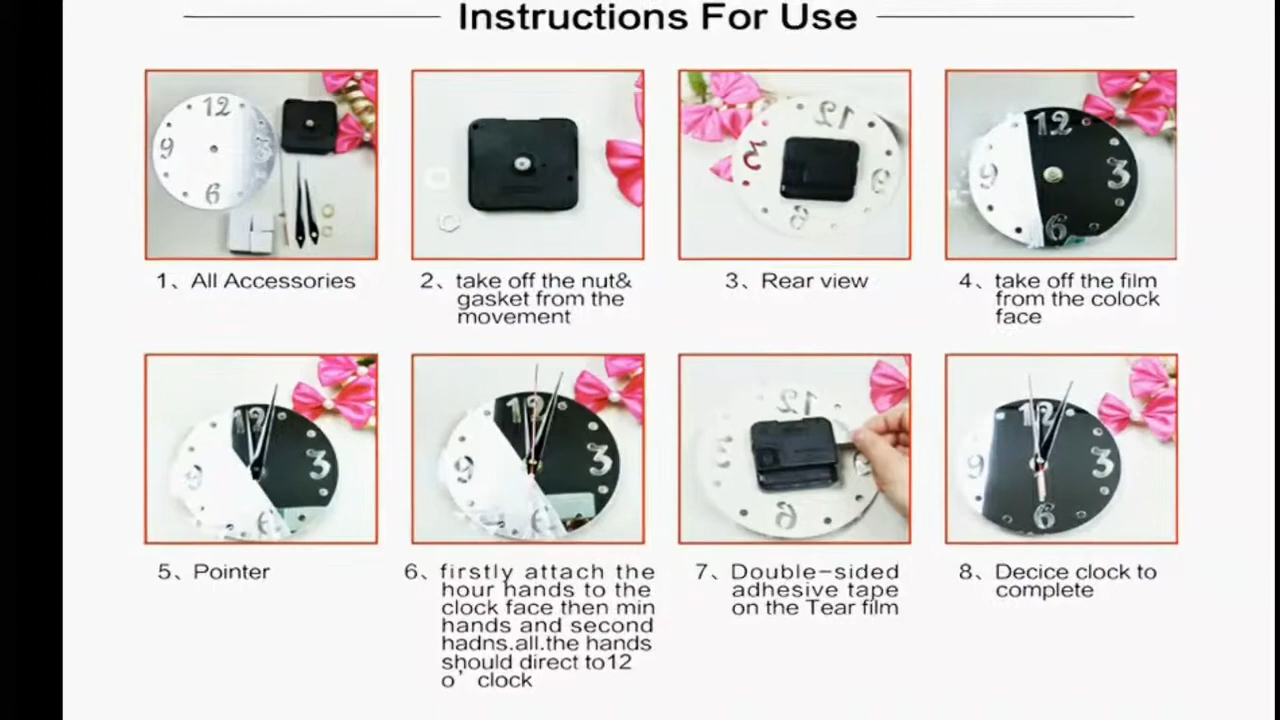 Instructions For Use
1、All Accessories
2、take off the nut&
gasket from the
movement
3、Rear view
4、take off the film
from the colock
face
5、Pointer
6、firstly attach the
hour hands to the
clock face then min
hands and second
hadns.all.the hands
should direct to12
o' clock
7、Double-sided
adhesive tape
on the Tear film
8、Decice clock to
complete